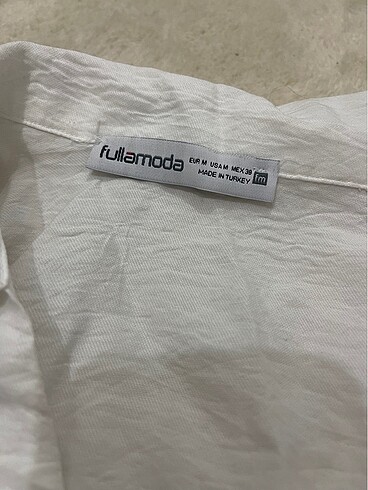 fullamoda
EUR M USA M MEX 38
MADE IN TURKEY
fm